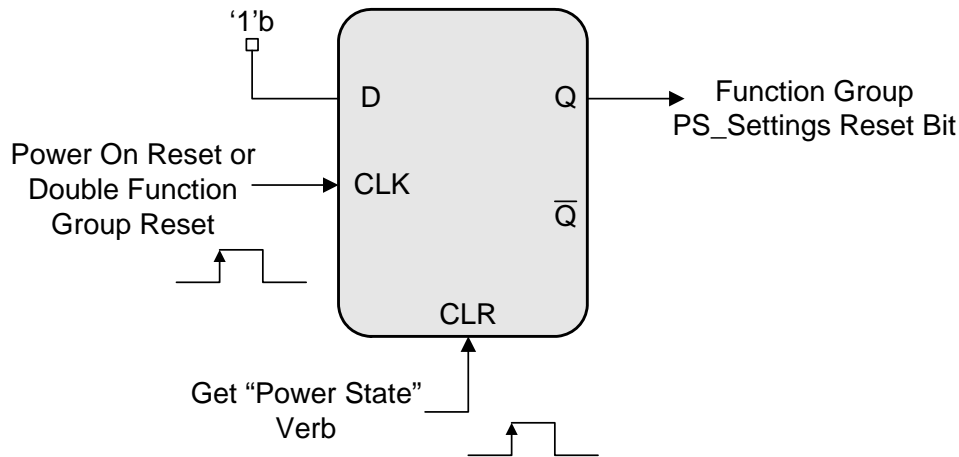 ‘1’b
D
Q
Function Group
PS_Settings Reset Bit
Power On Reset or
Double Function
Group Reset
CLK
Q̅
CLR
Get “Power State”
Verb